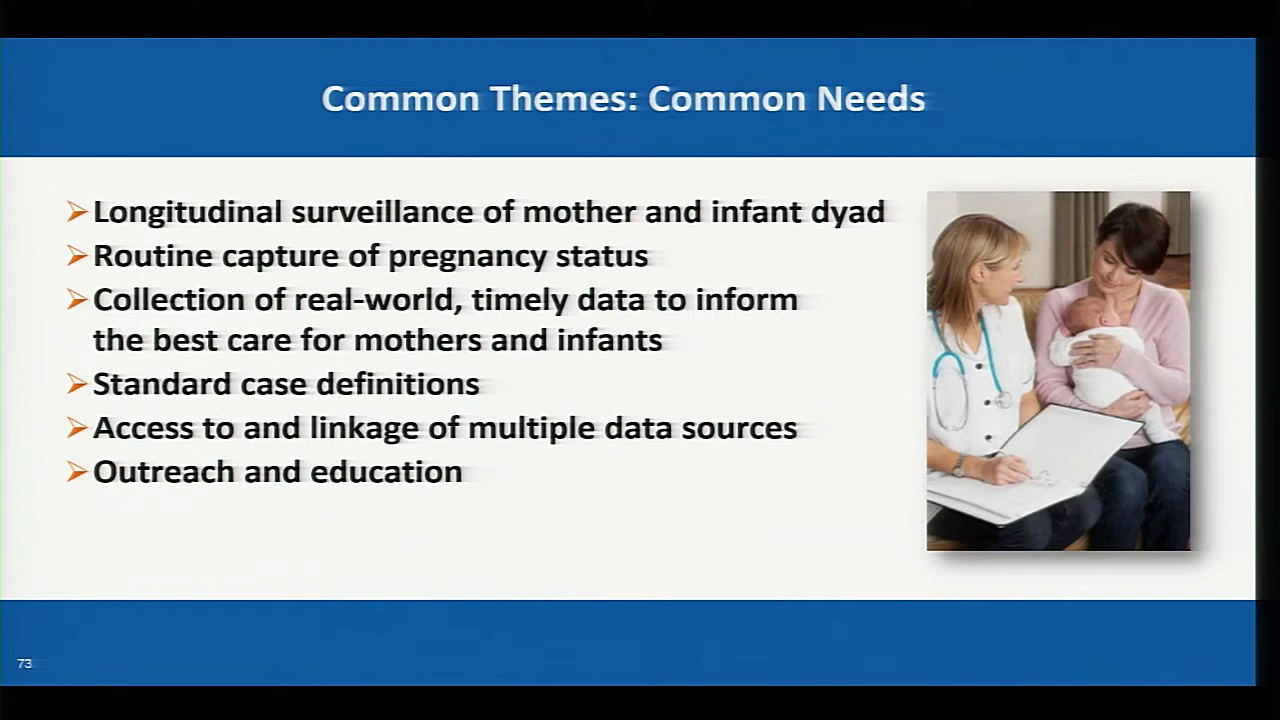 Common Themes: Common Needs
➢Longitudinal surveillance of mother and infant dyad
➢Routine capture of pregnancy status
➢Collection of real-world, timely data to inform
the best care for mothers and infants
➢Standard case definitions
➢Access to and linkage of multiple data sources
➢Outreach and education
73